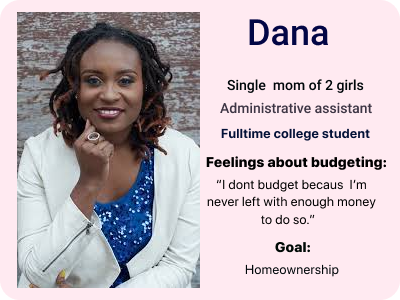 Dana
Single mom of 2 girls
Administrative assistant
Fulltime college student
Feelings about budgeting:
“I dont budget becaus I’m
never left with enough money
to do so.”
Goal:
Homeownership